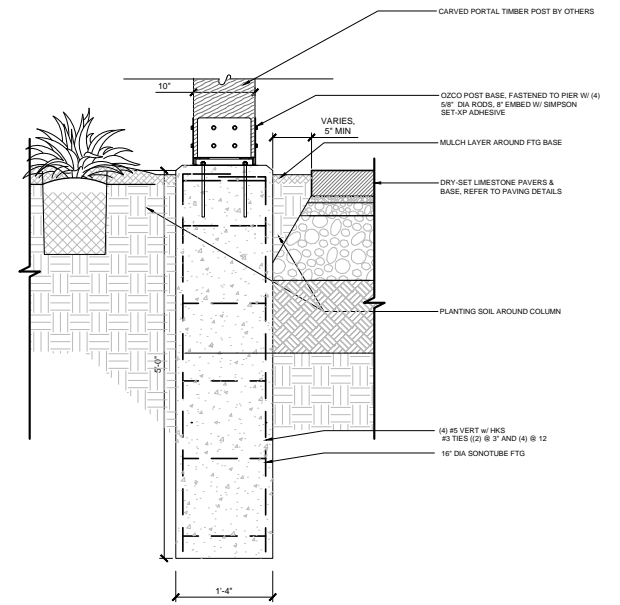 CARVED PORTAL TIMBER POST BY OTHERS
10"
OZCO POST BASE, FASTENED TO PIER W/ (4)
5/8" DIA RODS, 8" EMBED W/ SIMPSON
SET-XP ADHESIVE
VARIES,
5" MIN
MULCH LAYER AROUND FTG BASE
DRY-SET LIMESTONE PAVERS &
BASE, REFER TO PAVING DETAILS
PLANTING SOIL AROUND COLUMN
5'-0"
(4) #5 VERT w/ HKS
#3 TIES ((2) @ 3" AND (4) @ 12
16" DIA SONOTUBE FTG
1'-4"